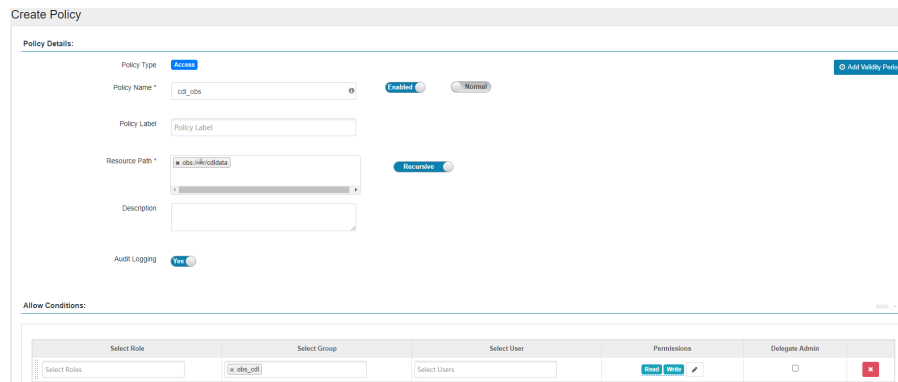 Create Policy
Policy Details:
Policy Type Access
Add Validity Perio
Policy Name * cdl_obs Enabled Normal
Policy Label Policy Label
Resource Path * × Recursive
Description
Audit Logging Yes
Allow Conditions:
hide
Select Role Select Group Select User Permissions Delegate Admin
Select Roles × obs_cdl Select Users Read Write